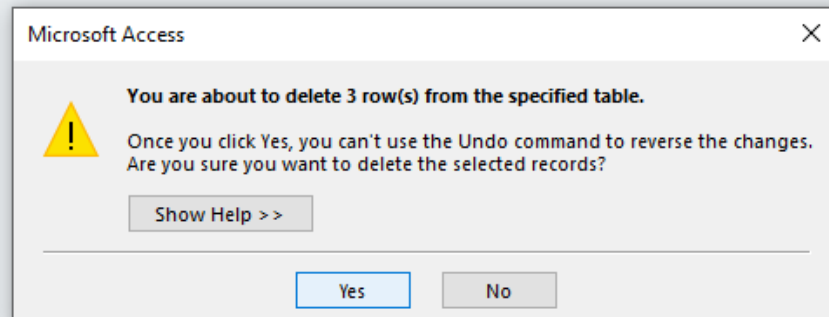 Microsoft Access
You are about to delete 3 row(s) from the specified table.
Once you click Yes, you can't use the Undo command to reverse the changes.
Are you sure you want to delete the selected records?
Show Help >>
Yes
No